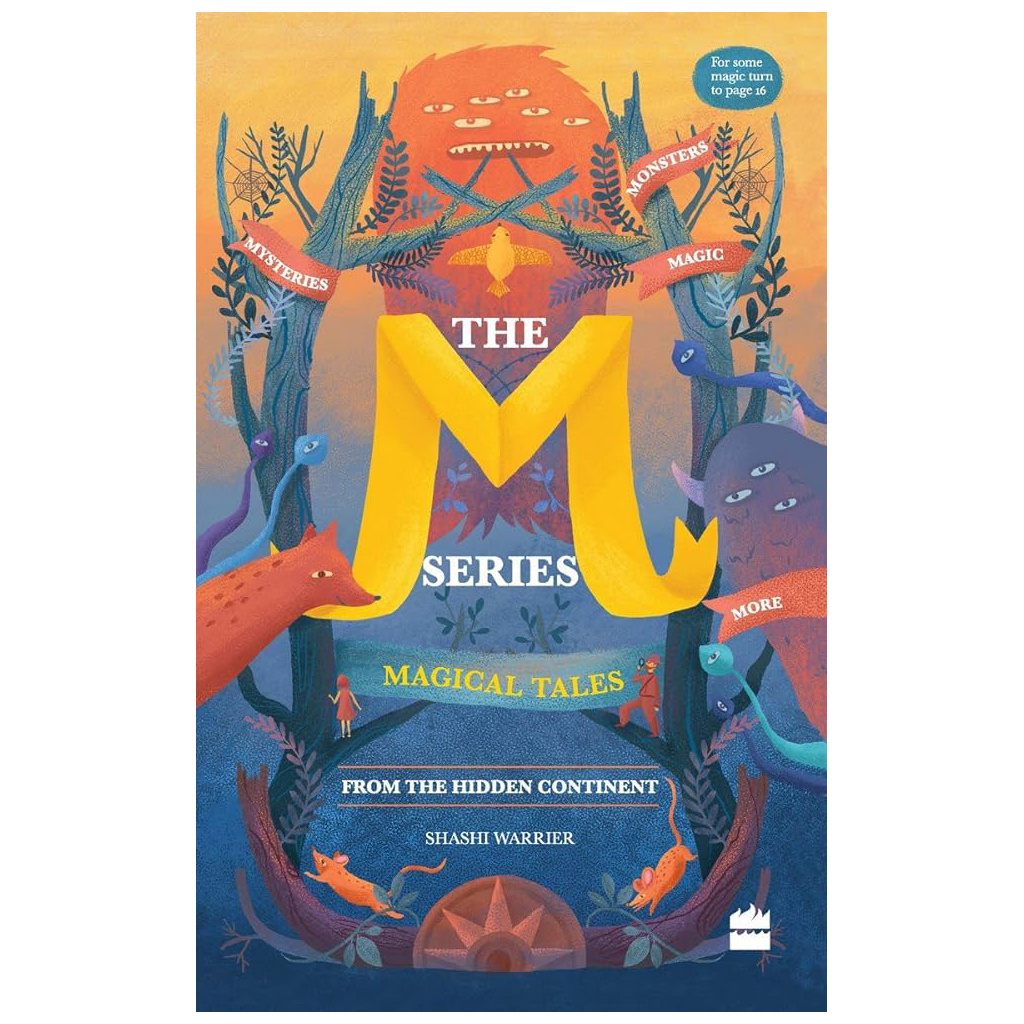 For some
magic turn
to page 16
MONSTERS
MYSTERIES
MAGIC
THE
M
SERIES
MORE
MAGICAL TALES
FROM THE HIDDEN CONTINENT
SHASHI WARRIER